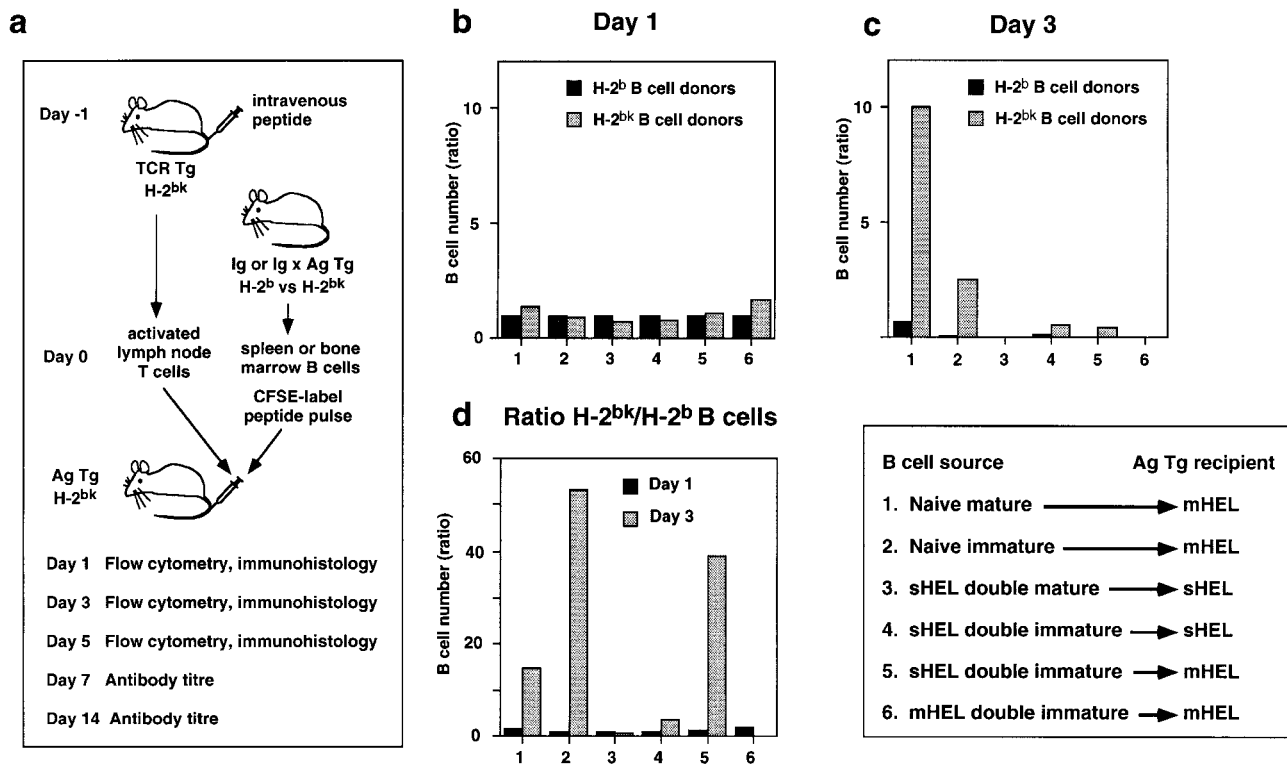 a
Day -1
intravenous
peptide
TCR Tg
H-2bk
Ig or Ig x Ag Tg
H-2b vs H-2bk
Day 0
activated
lymph node
T cells
spleen or bone
marrow B cells
CFSE-label
peptide pulse
Ag Tg
H-2bk
Day 1 Flow cytometry, immunohistology
Day 3 Flow cytometry, immunohistology
Day 5 Flow cytometry, immunohistology
Day 7 Antibody titre
Day 14 Antibody titre
b Day 1
H-2b B cell donors
H-2bk B cell donors
B cell number (ratio)
10
5
0
1 2 3 4 5 6
c Day 3
H-2b B cell donors
H-2bk B cell donors
B cell number (ratio)
10
5
1 2 3 4 5 6
d Ratio H-2bk/H-2b B cells
Day 1
Day 3
B cell number (ratio)
60
40
20
0
1 2 3 4 5 6
B cell source Ag Tg recipient
1. Naive mature mHEL
2. Naive immature mHEL
3. sHEL double mature sHEL
4. sHEL double immature sHEL
5. sHEL double immature mHEL
6. mHEL double immature mHEL